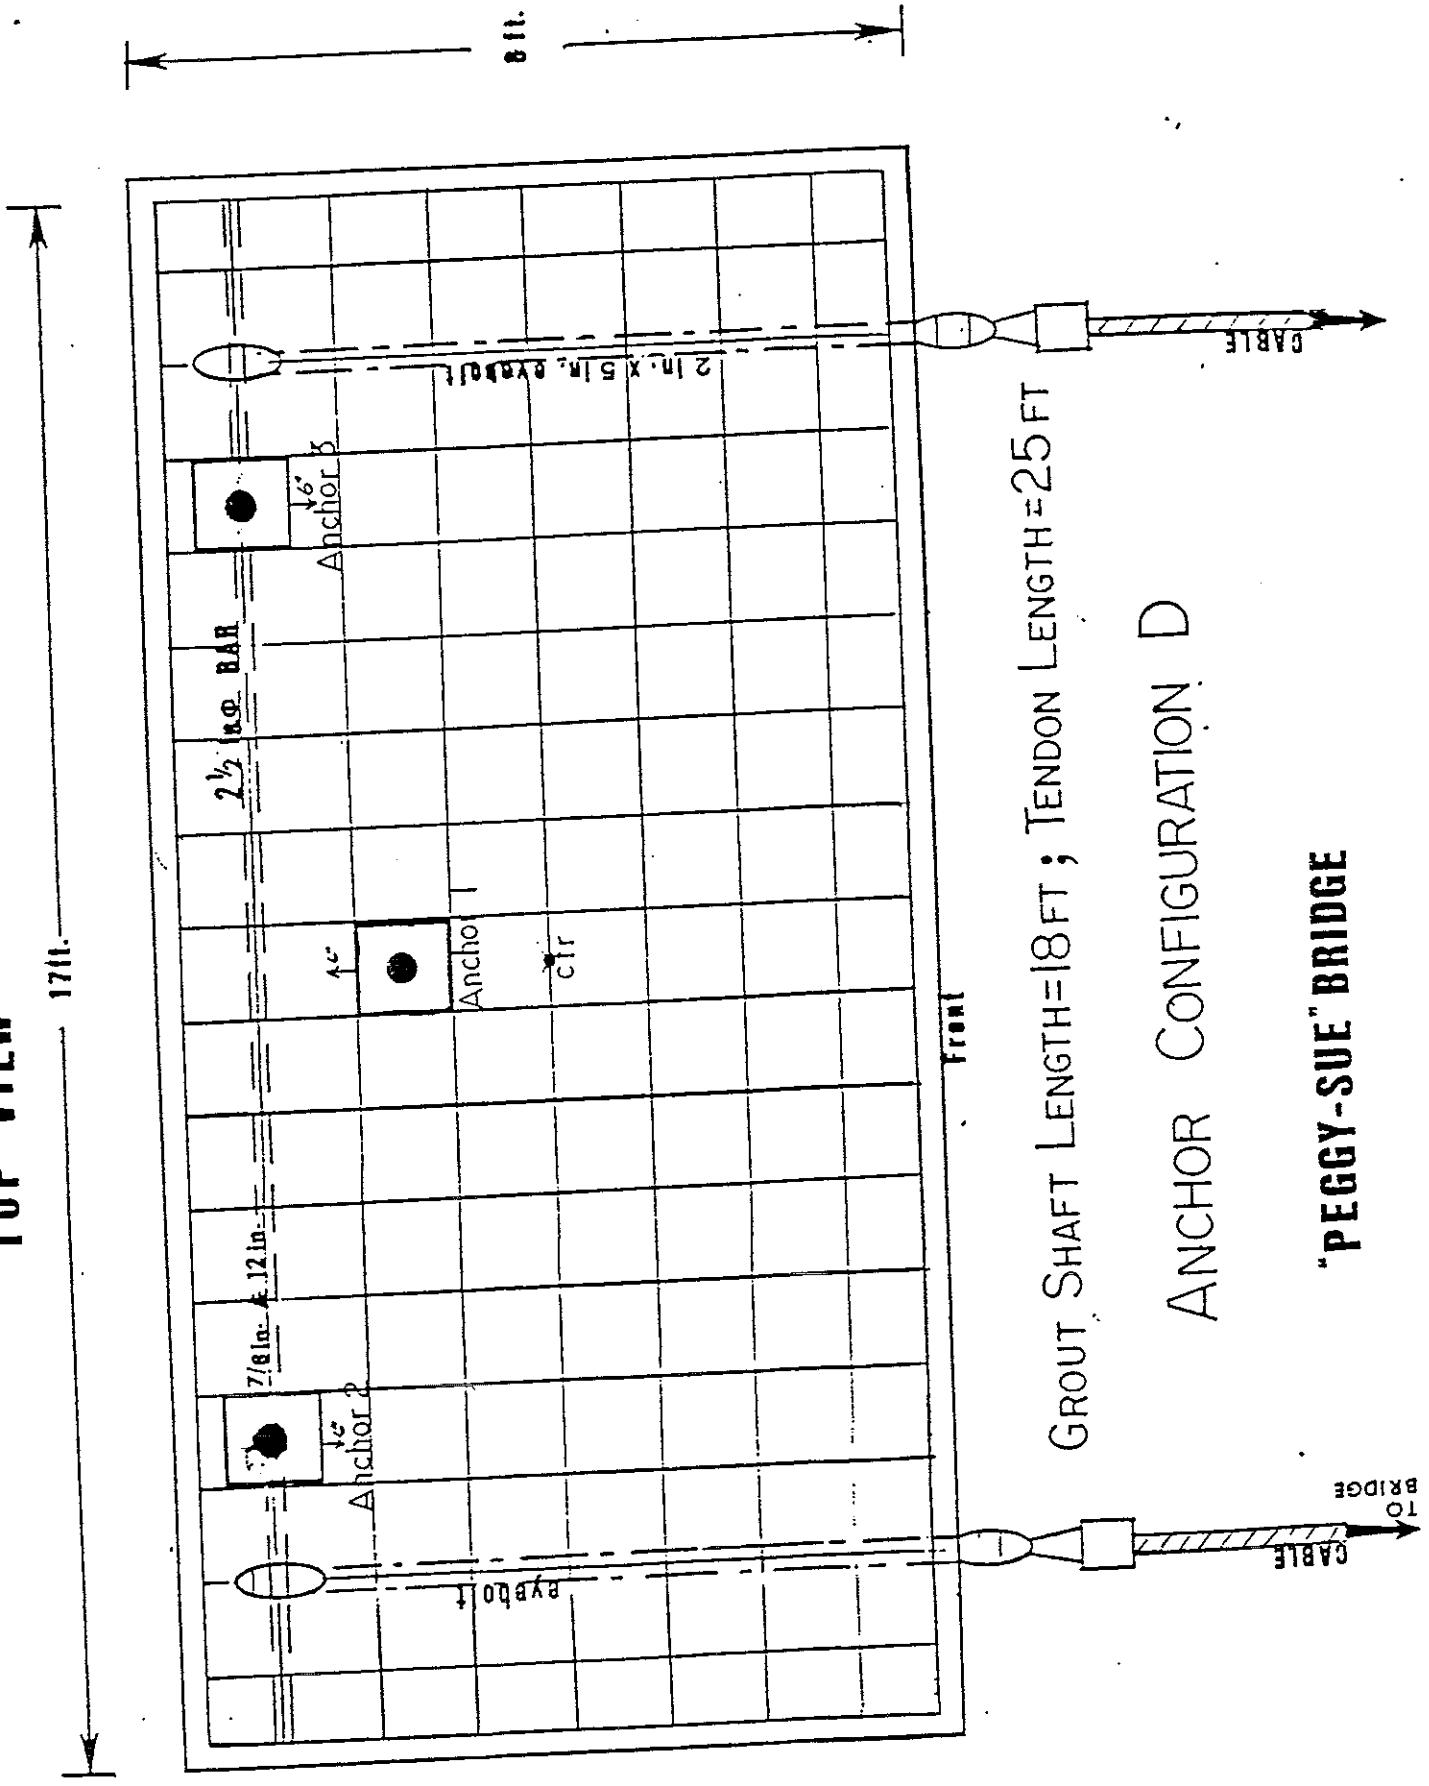 TOP VIEW
17ft.
8 ft.
2½ in Φ BAR
7/8 in. A 12 in.
6"
Anchor 3
6"
Anchor 1
ctr
6"
Anchor 2
2 in. x 5 in. eyebolt
eyebolt
Front
CABLE
CABLE
TO
BRIDGE
GROUT SHAFT LENGTH=18FT; TENDON LENGTH=25FT
ANCHOR CONFIGURATION D
"PEGGY-SUE" BRIDGE